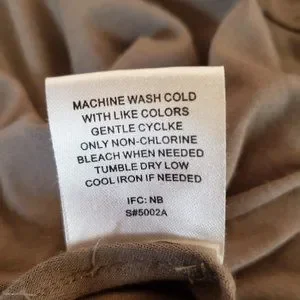 MACHINE WASH COLD
WITH LIKE COLORS
GENTLE CYCLKE
ONLY NON-CHLORINE
BLEACH WHEN NEEDED
TUMBLE DRY LOW
COOL IRON IF NEEDED
IFC: NB
S#5002A